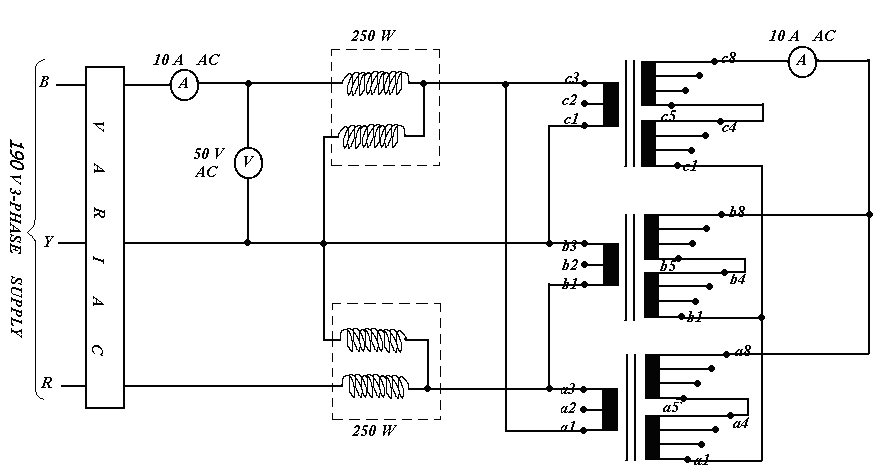 10 A AC
10 A AC
250 W
B
A
A
50 V
AC
V
190 V 3-PHASE SUPPLY
Y
R
VARIAC
250 W
c3
c2
c1
c8
c5
c4
c1
b3
b2
b1
b8
b5
b4
b1
a3
a2
a1
a8
a5
a4
a1